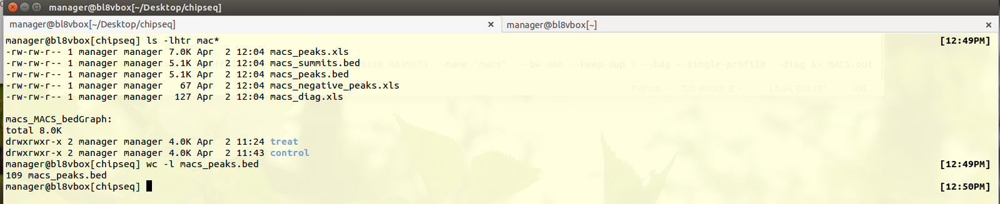 manager@bl8vbox[~/Desktop/chipseq]
manager@bl8vbox[~/Desktop/chipseq] × manager@bl8vbox[~] ×
manager@bl8vbox[chipseq] ls -lhtr mac* [12:49PM]
-rw-rw-r-- 1 manager manager 7.0K Apr  2 12:04 macs_peaks.xls
-rw-rw-r-- 1 manager manager 5.1K Apr  2 12:04 macs_summits.bed
size 4639675 --name "macs"  --bw 400 --keep-dup 1 --bdg --single-profile --diag &> MACS.out
-rw-rw-r-- 1 manager manager 5.1K Apr  2 12:04 macs_peaks.bed
-rw-rw-r-- 1 manager manager   67 Apr  2 12:04 macs_negative_peaks.xls
Python Tab Width: 8 Ln 54, Col 147 INS
-rw-rw-r-- 1 manager manager  127 Apr  2 12:04 macs_diag.xls
macs_MACS_bedGraph:
total 8.0K
drwxrwxr-x 2 manager manager 4.0K Apr  2 11:24 treat
drwxrwxr-x 2 manager manager 4.0K Apr  2 11:43 control
manager@bl8vbox[chipseq] wc -l macs_peaks.bed [12:49PM]
109 macs_peaks.bed
manager@bl8vbox[chipseq] [12:50PM]